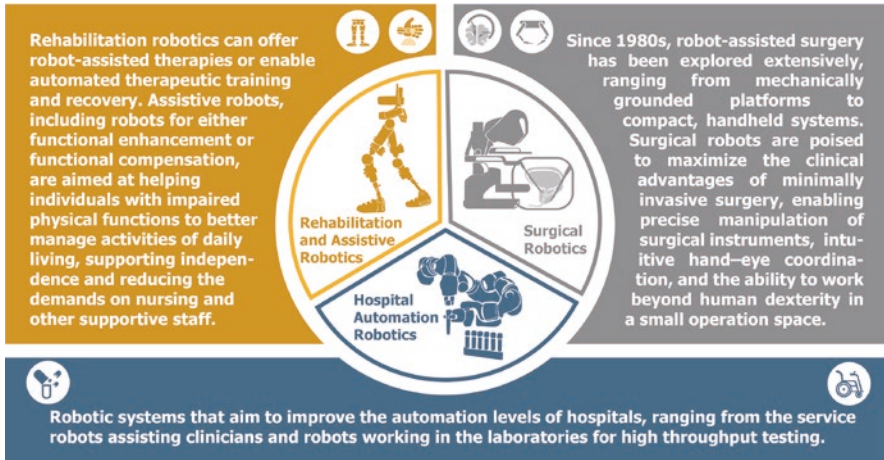 Rehabilitation robotics can offer
robot-assisted therapies or enable
automated therapeutic training
and recovery. Assistive robots,
including robots for either
functional enhancement or
functional compensation,
are aimed at helping
individuals with impaired
physical functions to better
manage activities of daily
living, supporting indepen-
dence and reducing the
demands on nursing and
other supportive staff.
Since 1980s, robot-assisted surgery
has been explored extensively,
ranging from mechanically
grounded platforms to
compact, handheld systems.
Surgical robots are poised
to maximize the clinical
advantages of minimally
invasive surgery, enabling
precise manipulation of
surgical instruments, intu-
itive hand–eye coordina-
tion, and the ability to work
beyond human dexterity in
a small operation space.
Rehabilitation
and Assistive
Robotics
Surgical
Robotics
Hospital
Automation
Robotics
Robotic systems that aim to improve the automation levels of hospitals, ranging from the service
robots assisting clinicians and robots working in the laboratories for high throughput testing.